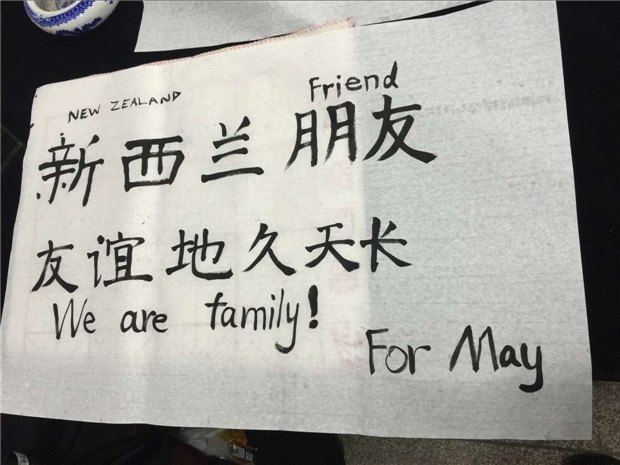 NEW ZEALAND Friend
新西兰朋友
友谊地久天长
We are family!
For May